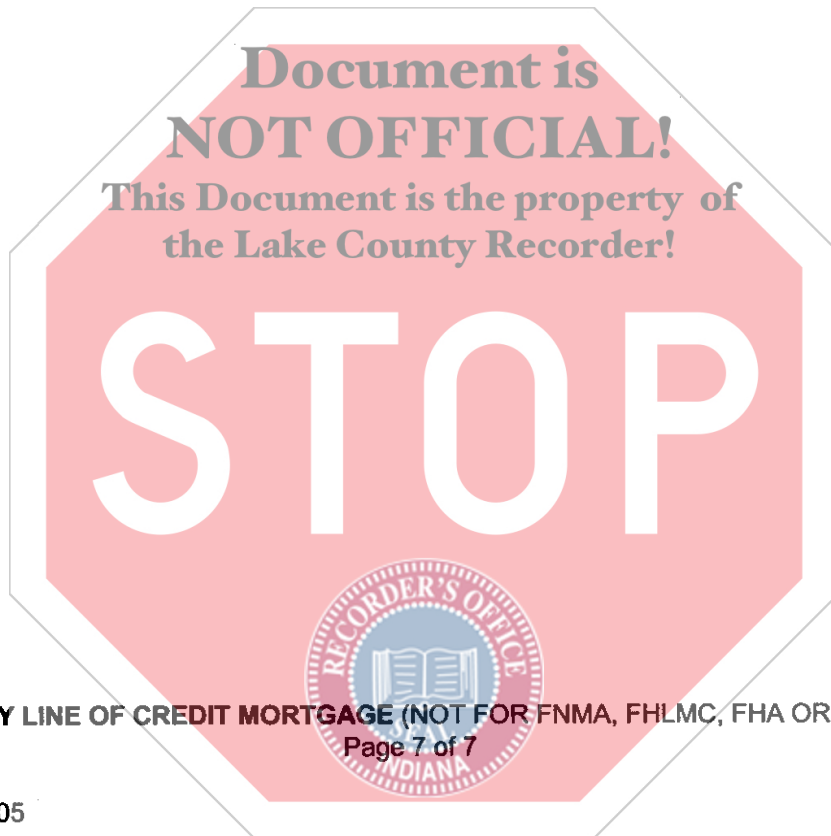 Document is
NOT OFFICIAL!
This Document is the property of
the Lake County Recorder!
STOP
RECORDER'S OFFICE
SEAL
INDIANA
Y LINE OF CREDIT MORTGAGE (NOT FOR FNMA, FHLMC, FHA OR
Page 7 of 7
05